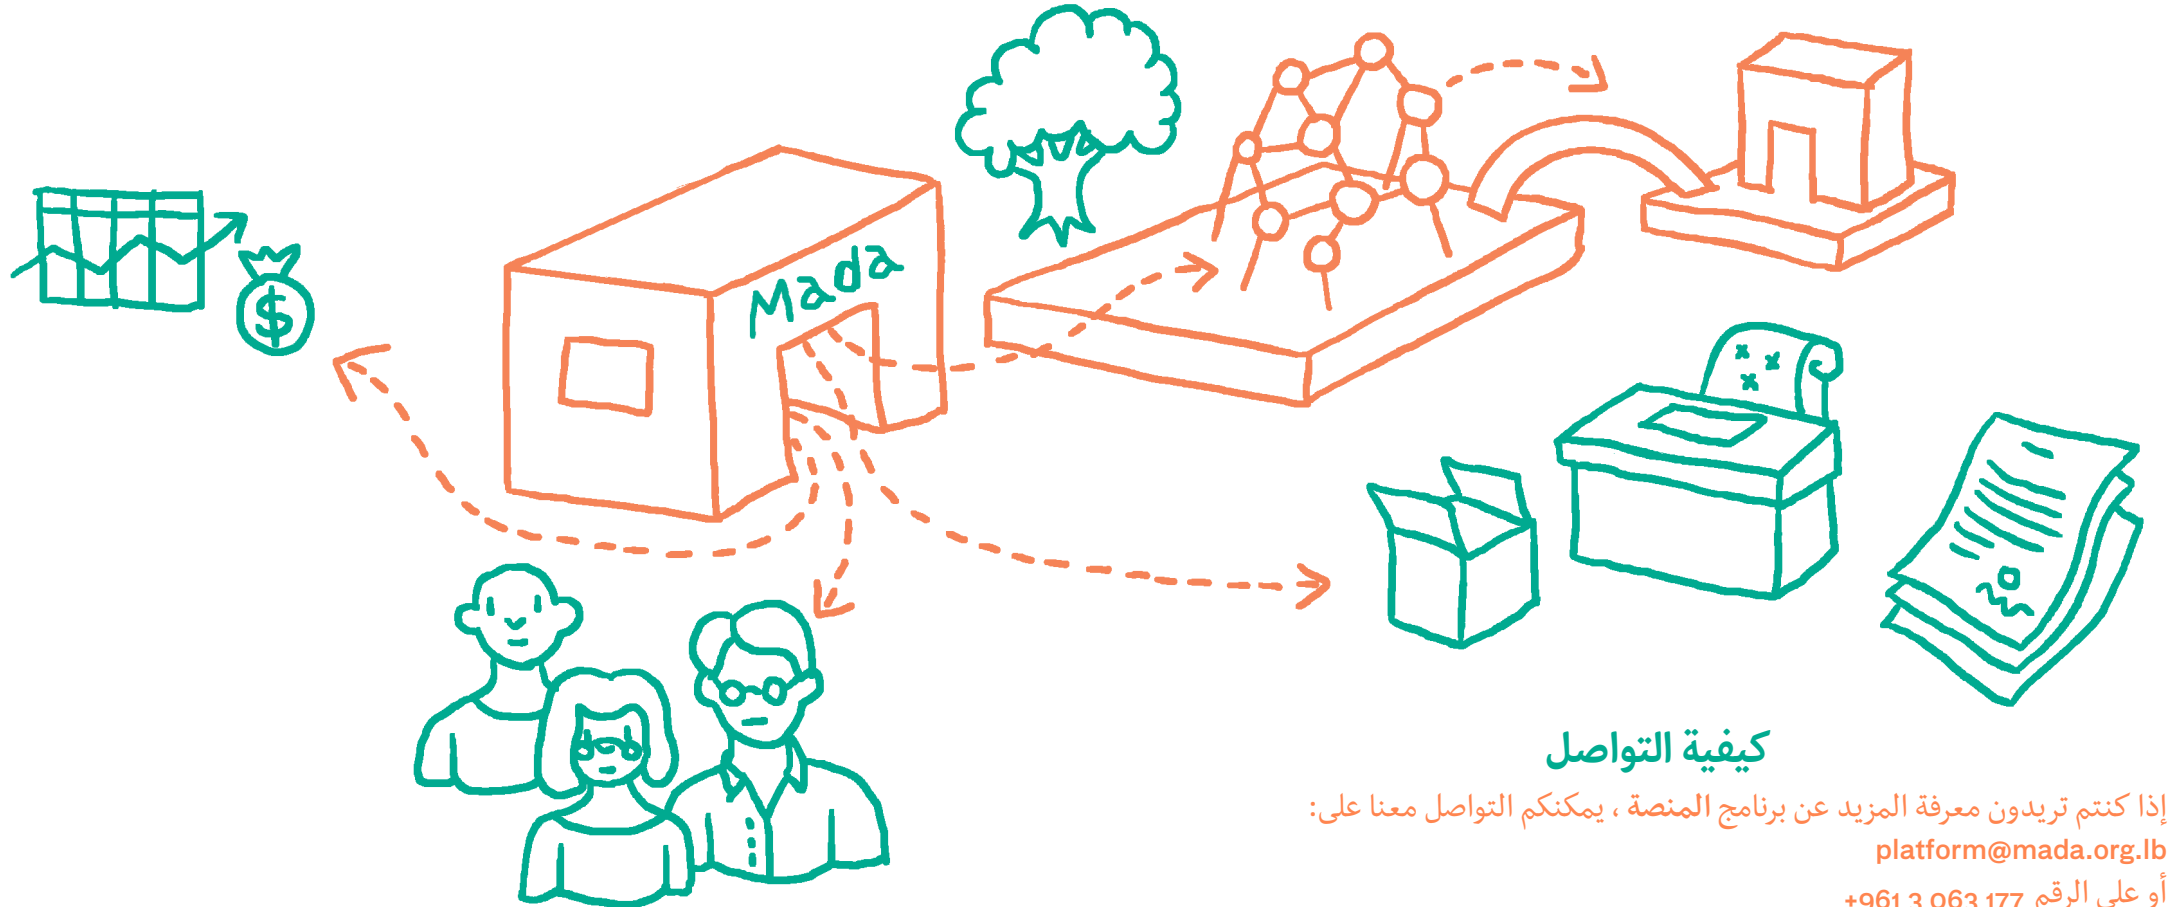 Mada
$
كيفية التواصل
إذا كنتم تريدون معرفة المزيد عن برنامج المنصة ، يمكنكم التواصل معنا على:
platform@mada.org.lb
أو على الرقم +961 3 063 177